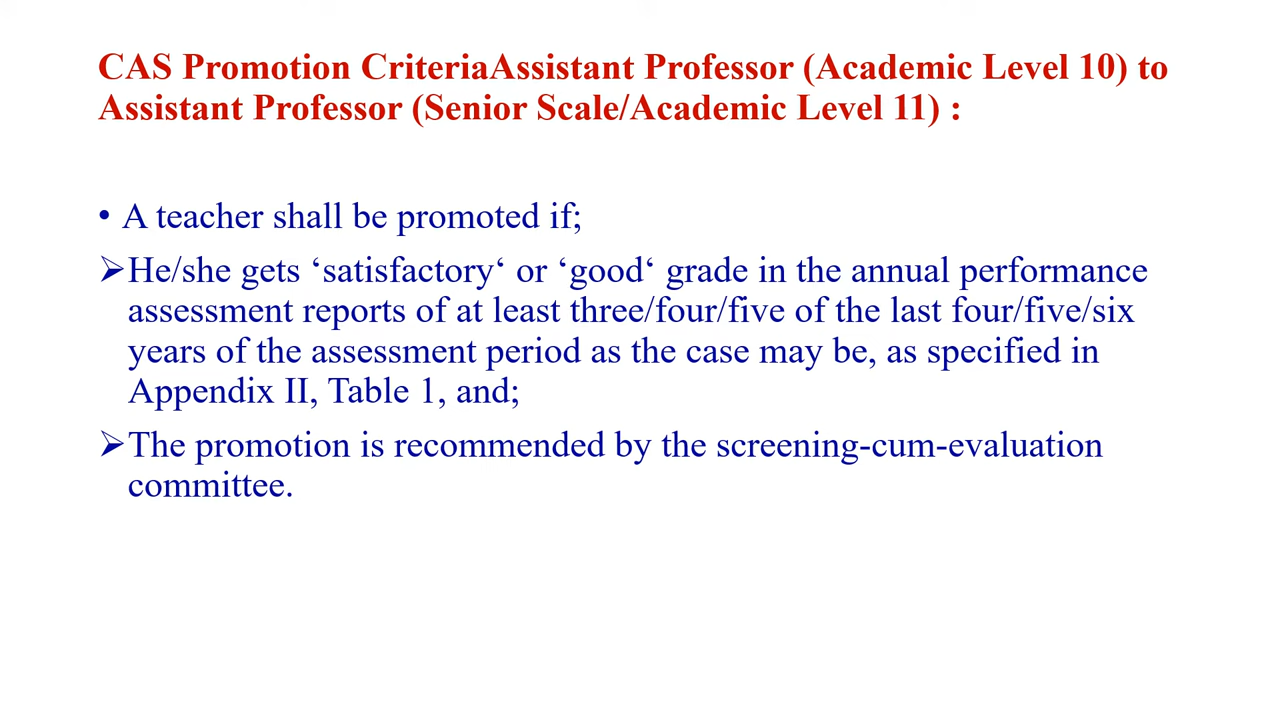 CAS Promotion CriteriaAssistant Professor (Academic Level 10) to
Assistant Professor (Senior Scale/Academic Level 11) :
• A teacher shall be promoted if;
➢He/she gets ‘satisfactory‘ or ‘good‘ grade in the annual performance
assessment reports of at least three/four/five of the last four/five/six
years of the assessment period as the case may be, as specified in
Appendix II, Table 1, and;
➢The promotion is recommended by the screening-cum-evaluation
committee.